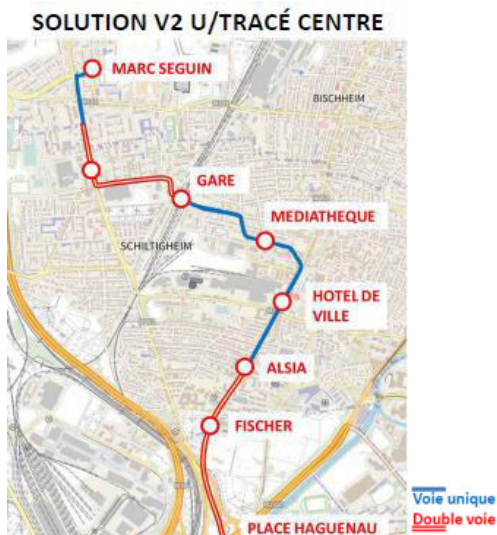 SOLUTION V2 U/TRACÉ CENTRE
MARC SEGUIN
BISCHHEIM
GARE
MEDIATHEQUE
SCHILTIGHEIM
HOTEL DE
VILLE
ALSIA
FISCHER
Voie unique
Double voie
PLACE HAGUENAU